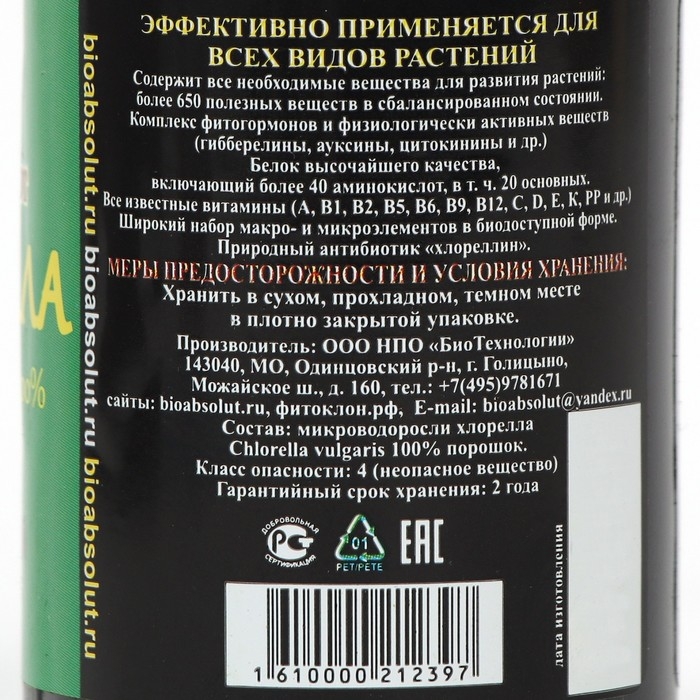 ЭФФЕКТИВНО ПРИМЕНЯЕТСЯ ДЛЯ
ВСЕХ ВИДОВ РАСТЕНИЙ
Содержит все необходимые вещества для развития растений:
более 650 полезных веществ в сбалансированном состоянии.
Комплекс фитогормонов и физиологически активных веществ
(гибберелины, ауксины, цитокинины и др.)
Белок высочайшего качества,
включающий более 40 аминокислот, в т. ч. 20 основных.
Все известные витамины (А, В1, В2, В5, В6, В9, В12, С, D, Е, К, РР и др.)
Широкий набор макро- и микроэлементов в биодоступной форме.
Природный антибиотик «хлореллин».
МЕРЫ ПРЕДОСТОРОЖНОСТИ И УСЛОВИЯ ХРАНЕНИЯ:
Хранить в сухом, прохладном, темном месте
в плотно закрытой упаковке.
Производитель: ООО НПО «БиоТехнологии»
143040, МО, Одинцовский р-н, г. Голицыно,
Можайское ш., д. 160, тел.: +7(495)9781671
сайты: bioabsolut.ru, фитоклон.рф, E-mail: bioabsolut@yandex.ru
Состав: микроводоросли хлорелла
Chlorella vulgaris 100% порошок.
Класс опасности: 4 (неопасное вещество)
Гарантийный срок хранения: 2 года
ДОБРОВОЛЬНАЯ
РСТ
СЕРТИФИКАЦИЯ
01
PET/PETE
ЕАС
1 610000 212397
дата изготовления
bioabsolut.ru bioabsolut.ru bioabsolut.ru
ЛА
%